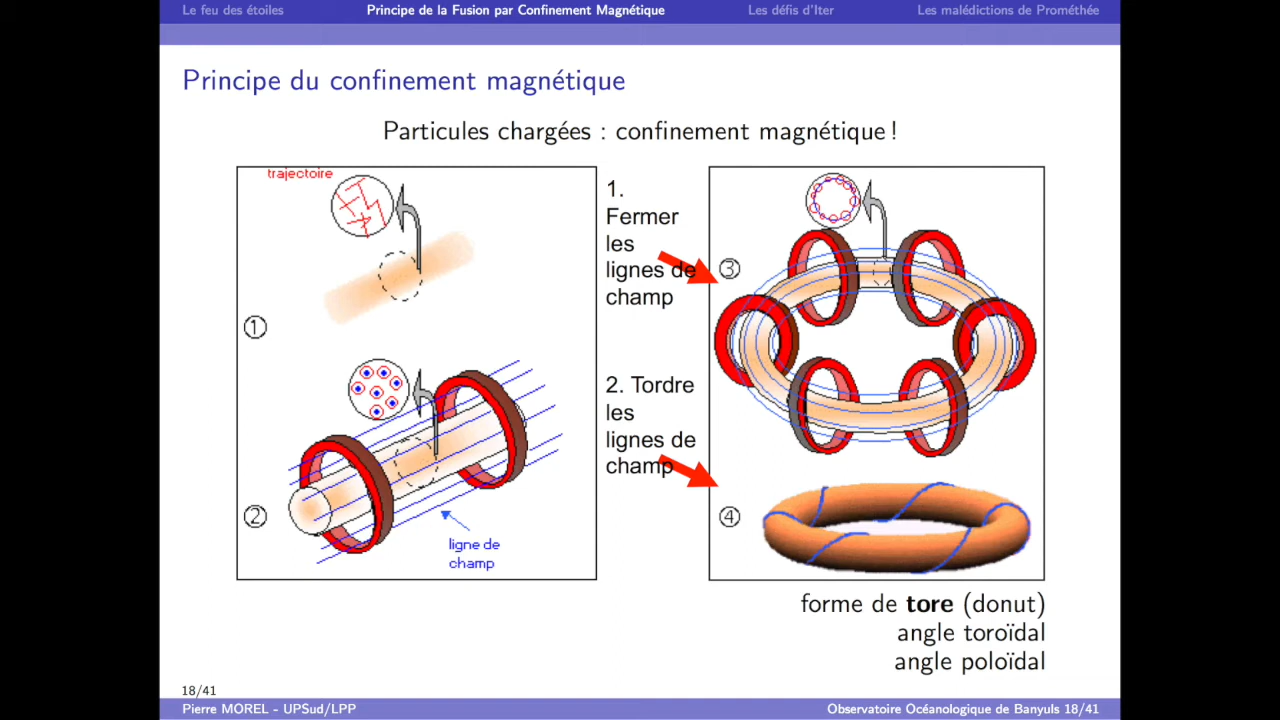 Le feu des étoiles Principe de la Fusion par Confinement Magnétique Les défis d'Iter Les malédictions de Prométhée
Principe du confinement magnétique
Particules chargées : confinement magnétique !
trajectoire
①
②
ligne de
champ
1.
Fermer
les
lignes de
champ
2. Tordre
les
lignes de
champ
③
④
forme de tore (donut)
angle toroïdal
angle poloïdal
18/41
Pierre MOREL - UPSud/LPP Observatoire Océanologique de Banyuls 18/41